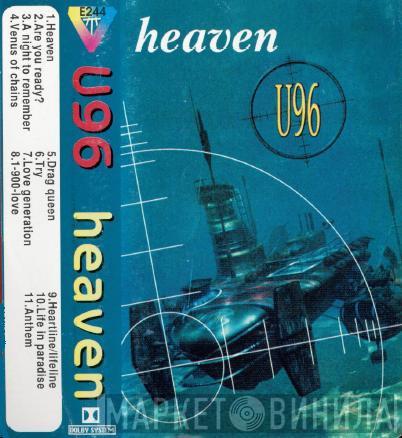 E244
heaven
U96
U96 heaven
1.Heaven
2.Are you ready?
3.A night to remember
4.Venus of chains
5.Drag queen
6.Try
7.Love generation
8.1-900-love
9.Heartline/lifeline
10.Life in paradise
11.Anthem
DOLBY SYSTEM
МАРКЕТ ВИНИЛА